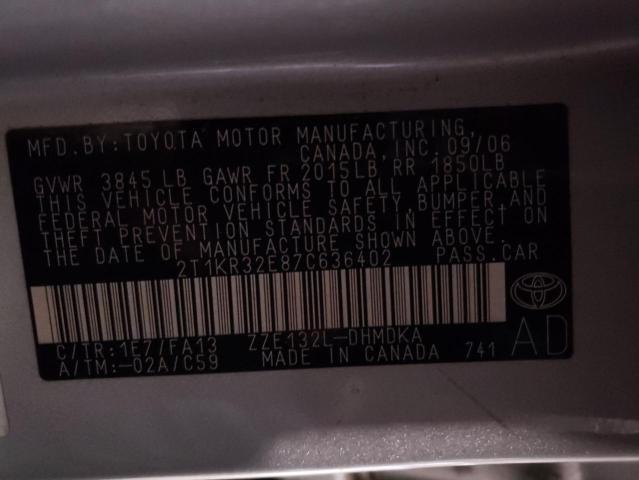 MFD. BY: TOYOTA MOTOR MANUFACTURING,
CANADA, INC. 09/06
GVWR 3845 LB GAWR FR 2015LB RR 1850LB
THIS VEHICLE CONFORMS TO ALL APPLICABLE
FEDERAL MOTOR VEHICLE SAFETY, BUMPER, AND
THEFT PREVENTION STANDARDS IN EFFECT ON
THE DATE OF MANUFACTURE SHOWN ABOVE.
2T1KR32E87C636402 PASS. CAR
C/TR: 1E7/FA13 ZZE132L-DHMDKA
A/TM: -02A/C59 MADE IN CANADA 741 AD